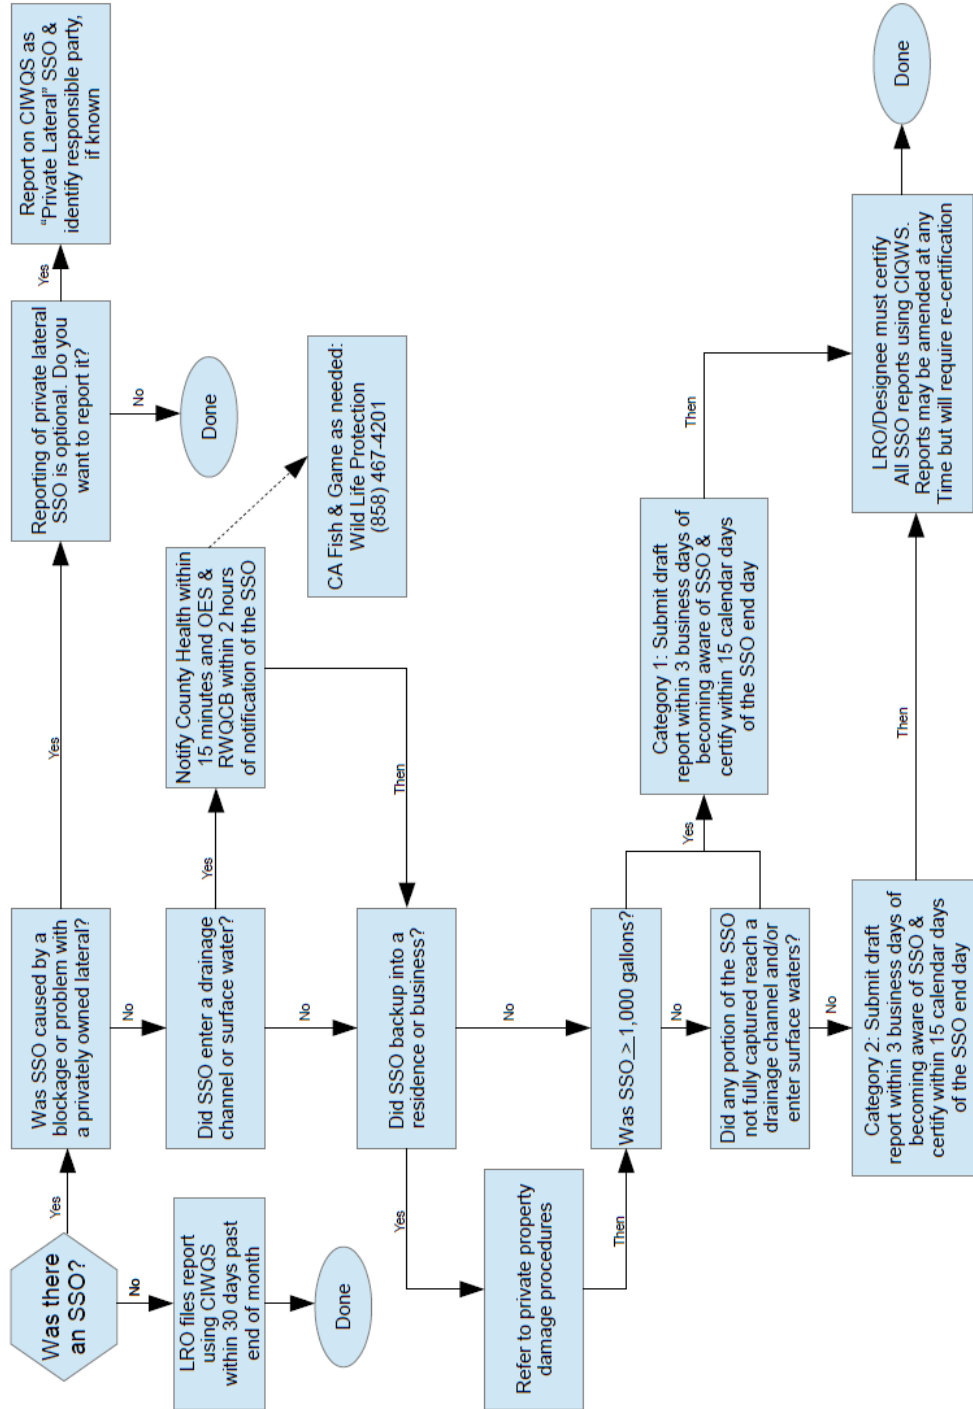 Was there
an SSO?
Yes
No
LRO files report
using CIWQS
within 30 days past
end of month
Done
Was SSO caused by a
blockage or problem with
a privately owned lateral?
Yes
No
Reporting of private lateral
SSO is optional. Do you
want to report it?
Yes
No
Done
Report on CIWQS as
“Private Lateral” SSO &
identify responsible party,
if known
Did SSO enter a drainage
channel or surface water?
Yes
No
Notify County Health within
15 minutes and OES &
RWQCB within 2 hours
of notification of the SSO
Then
CA Fish & Game as needed:
Wild Life Protection
(858) 467-4201
Did SSO backup into a
residence or business?
Yes
No
Refer to private property
damage procedures
Then
Was SSO ≥ 1,000 gallons?
Yes
No
Did any portion of the SSO
not fully captured reach a
drainage channel and/or
enter surface waters?
No
Category 1: Submit draft
report within 3 business days of
becoming aware of SSO &
certify within 15 calendar days
of the SSO end day
Then
Category 2: Submit draft
report within 3 business days of
becoming aware of SSO &
certify within 15 calendar days
of the SSO end day
Then
LRO/Designee must certify
All SSO reports using CIQWS.
Reports may be amended at any
Time but will require re-certification
Done